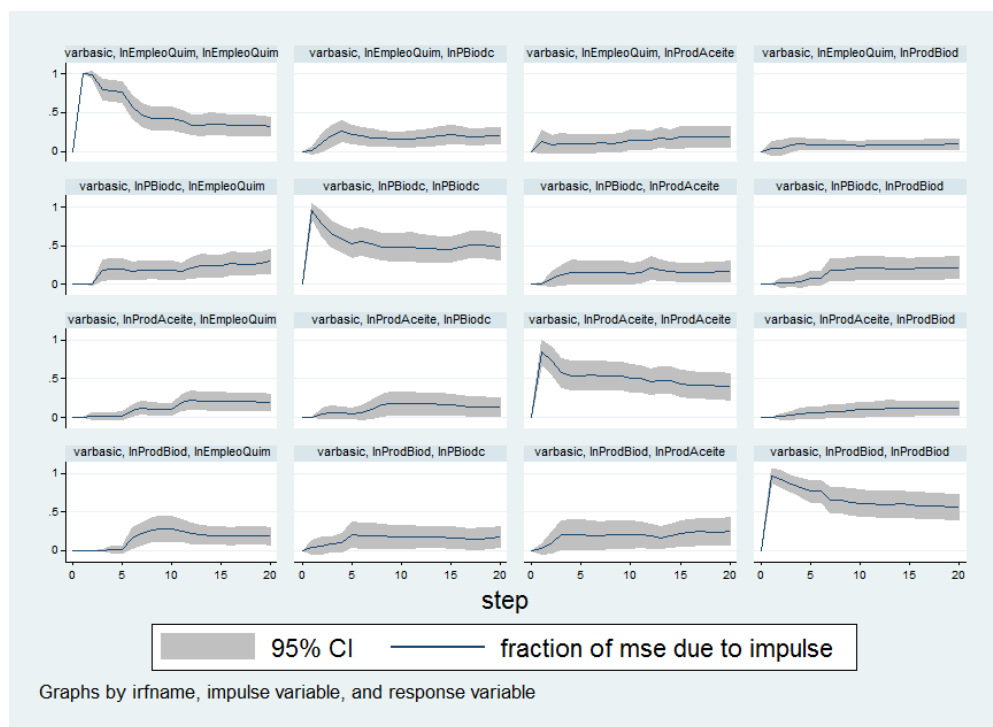 varbasic, lnEmpleoQuim, lnEmpleoQuim
varbasic, lnEmpleoQuim, lnPBiodc
varbasic, lnEmpleoQuim, lnProdAceite
varbasic, lnEmpleoQuim, lnProdBiod
1
.5
0
varbasic, lnPBiodc, lnEmpleoQuim
varbasic, lnPBiodc, lnPBiodc
varbasic, lnPBiodc, lnProdAceite
varbasic, lnPBiodc, lnProdBiod
1
.5
0
varbasic, lnProdAceite, lnEmpleoQuim
varbasic, lnProdAceite, lnPBiodc
varbasic, lnProdAceite, lnProdAceite
varbasic, lnProdAceite, lnProdBiod
1
.5
0
varbasic, lnProdBiod, lnEmpleoQuim
varbasic, lnProdBiod, lnPBiodc
varbasic, lnProdBiod, lnProdAceite
varbasic, lnProdBiod, lnProdBiod
1
.5
0
0 5 10 15 20
0 5 10 15 20
0 5 10 15 20
0 5 10 15 20
step
95% CI
fraction of mse due to impulse
Graphs by irfname, impulse variable, and response variable